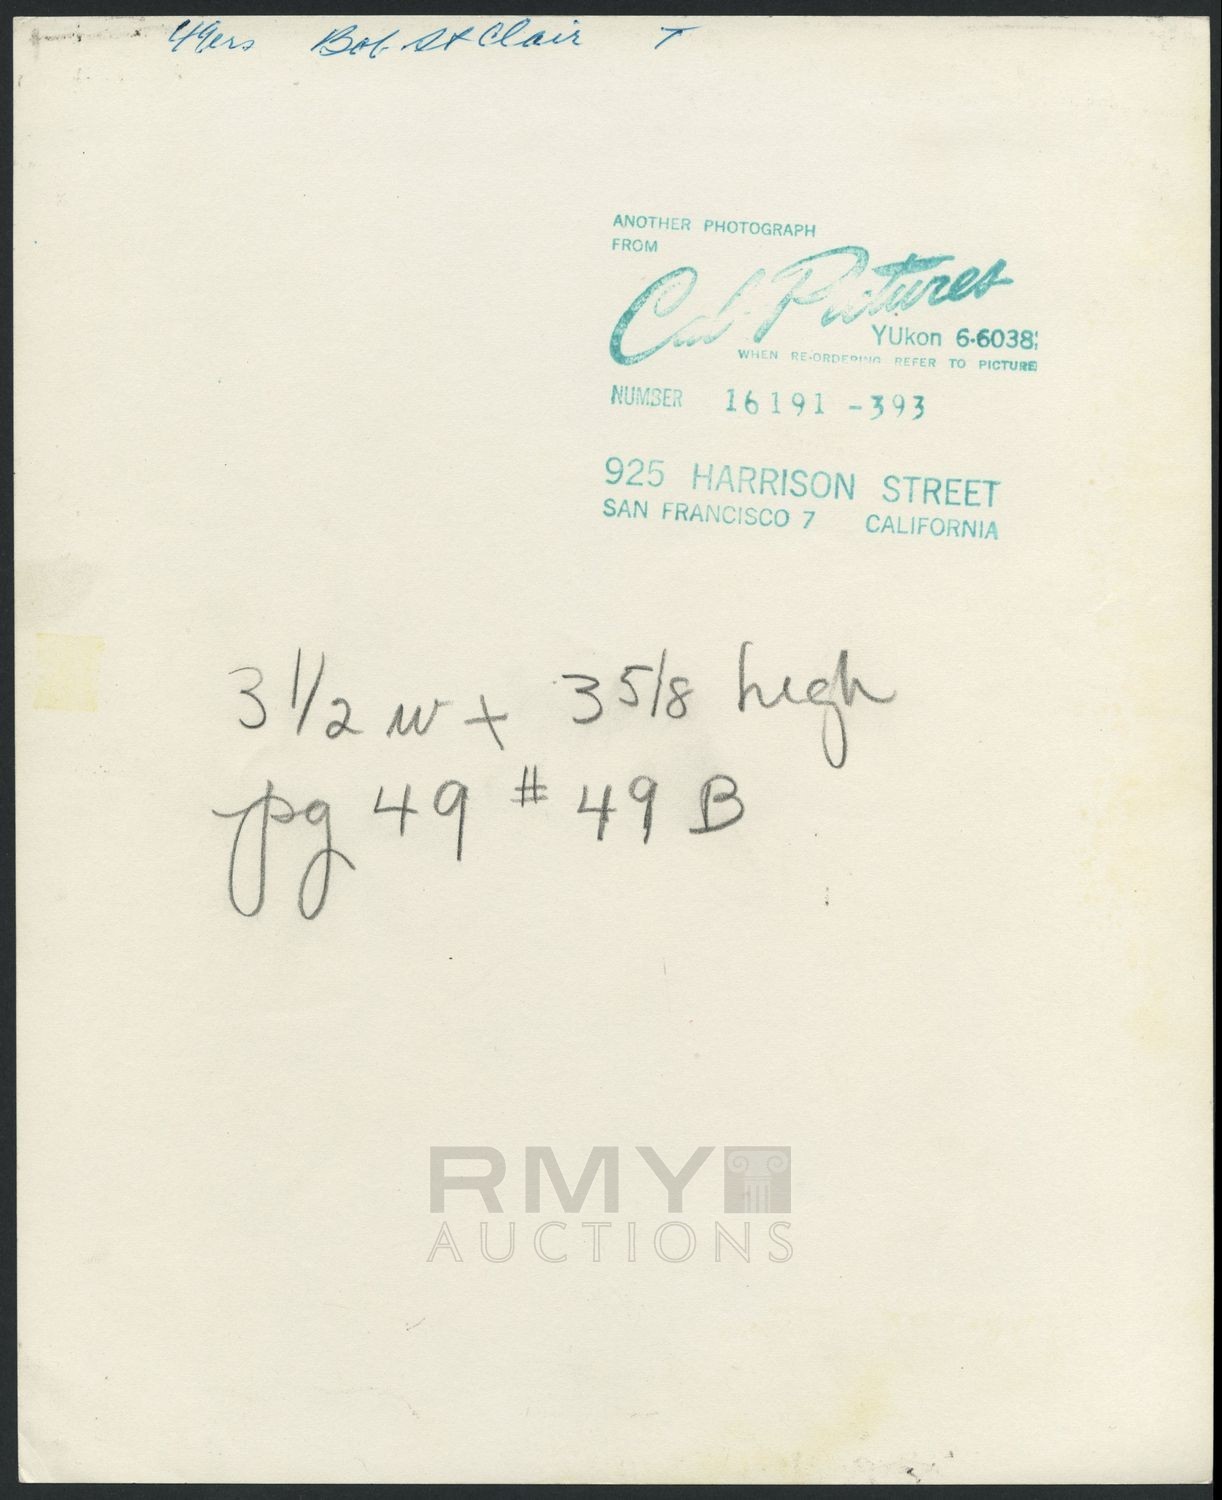 49ers Bob St Clair T
ANOTHER PHOTOGRAPH
FROM
Cal-Pictures
YUkon 6-6038
WHEN RE-ORDERING REFER TO PICTURE
NUMBER 16191-393
925 HARRISON STREET
SAN FRANCISCO 7 CALIFORNIA
3 1/2 w x 3 5/8 high
pg 49 # 49 B
RMY
AUCTIONS